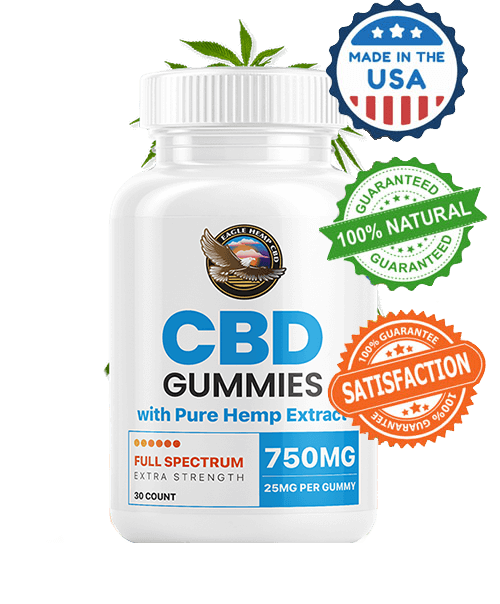 MADE IN THE
USA
GUARANTEED
100% NATURAL
GUARANTEED
EAGLE HEMP CBD
CBD
GUMMIES
with Pure Hemp Extract
100% GUARANTEE
SATISFACTION
100% GUARANTEE
FULL SPECTRUM
EXTRA STRENGTH
30 COUNT
750MG
25MG PER GUMMY